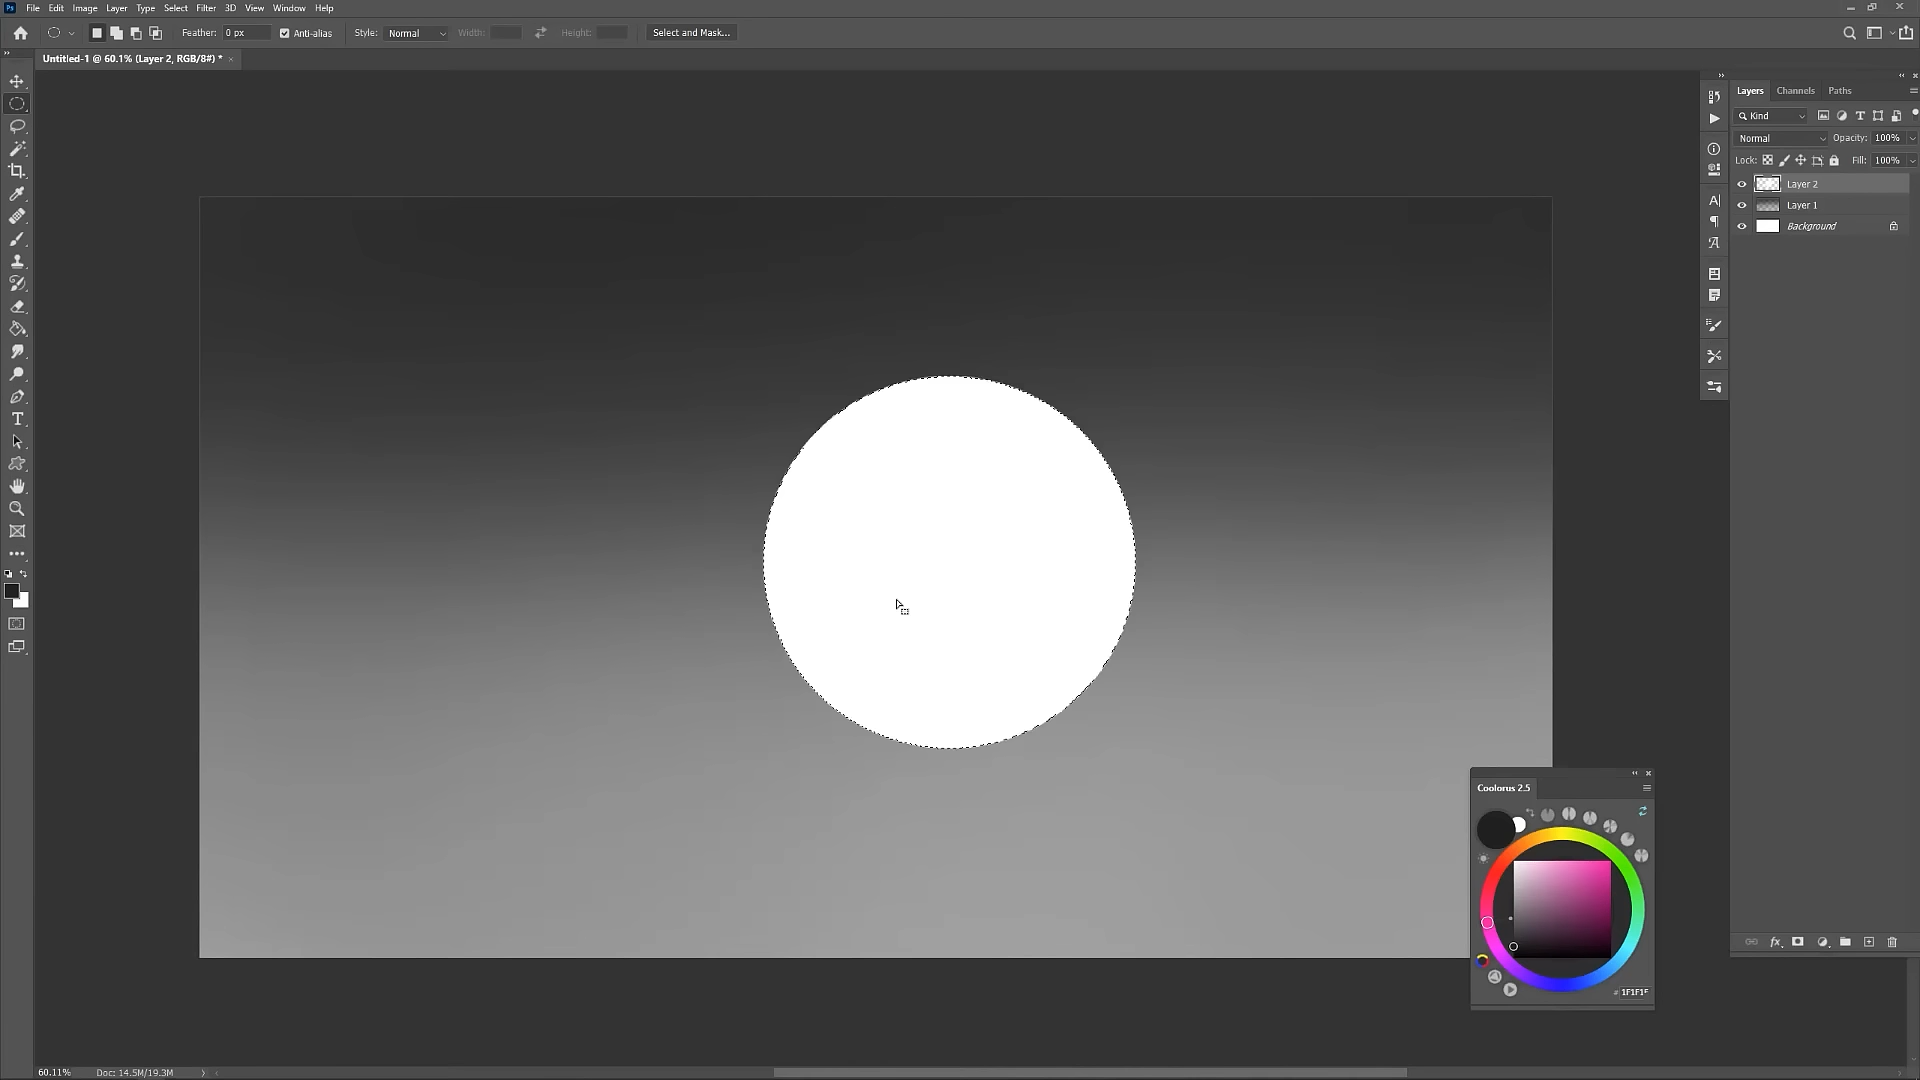 Ps File Edit Image Layer Type Select Filter 3D View Window Help
Feather: 0 px Anti-alias Style: Normal Width: Height: Select and Mask...
Untitled-1 @ 60.1% (Layer 2, RGB/8#) * ×
Layers Channels Paths
Kind
Normal Opacity: 100%
Lock: Fill: 100%
Layer 2
Layer 1
Background
Coolorus 2.5
# 1F1F1F
60.11% Doc: 14.5M/19.3M